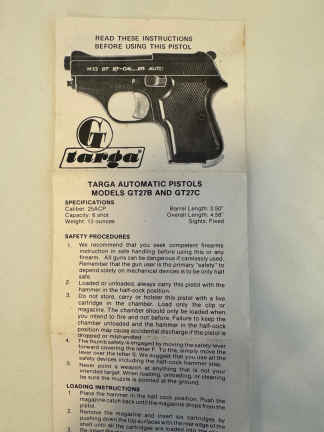 READ THESE INSTRUCTIONS
BEFORE USING THIS PISTOL
G
targa
TARGA AUTOMATIC PISTOLS
MODELS GT27B AND GT27C
SPECIFICATIONS
Caliber: 25ACP Barrel Length: 2.50"
Capacity: 6 shot Overall Length: 4.58"
Weight: 13 ounces Sights: Fixed
SAFETY PROCEDURES
1. We recommend that you seek competent firearms
instruction in safe handling before using this or any
firearm. All guns can be dangerous if carelessly used.
Remember that the gun user is the primary "safety." to
depend solely on mechanical devices is to be only half
safe.
2. Loaded or unloaded, always carry this pistol with the
hammer in the half-cock position.
3. Do not store, carry or holster this pistol with a live
cartridge in the chamber. Load only the clip or
magazine. The chamber should only be loaded when
you intend to fire and not before. Failure to keep the
chamber unloaded and the hammer in the half-cock
position may cause accidental discharge if the pistol is
dropped or mishandled.
4. The thumb safety is engaged by moving the safety lever
forward covering the letter F. To fire, simply move the
lever over the letter S. We suggest that you use all the
safety devices including the half-cock hammer step.
5. Never point a weapon at anything that is not your
intended target. When loading, unloading, or cleaning
be sure the muzzle is pointed at the ground.
LOADING INSTRUCTIONS
1. Place the hammer in the half cock position. Push the
magazine catch back until the magazine drops from the
pistol.
2. Remove the magazine and insert six cartridges by
pushing down the lip surfaces with the rear edge of the
shell until all the cartridges are loaded into the